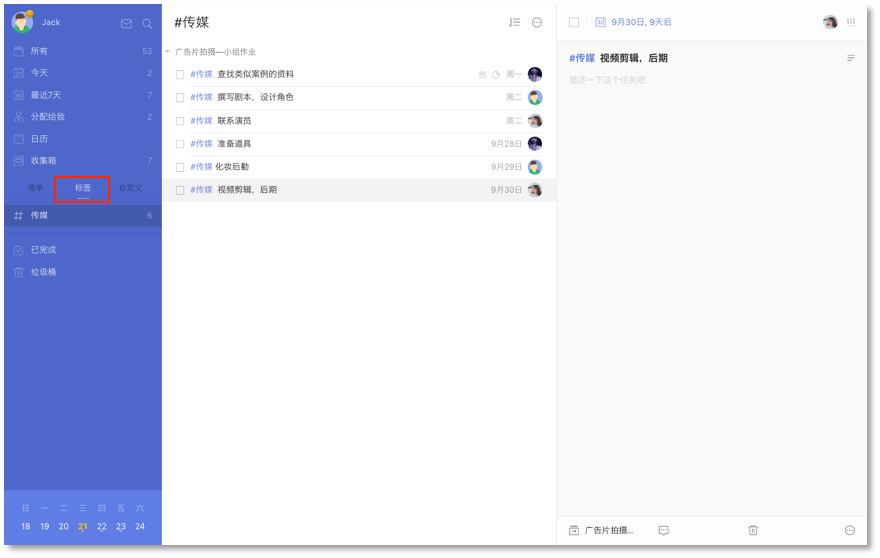 Jack
所有 53
今天 2
最近7天 7
分配给我 2
日历
收集箱 7
清单 标签 自定义
传媒 6
已完成
垃圾桶
日 一 二 三 四 五 六
18 19 20 21 22 23 24
#传媒
广告片拍摄—小组作业
#传媒 查找类似案例的资料 周一
#传媒 撰写剧本、设计角色 周二
#传媒 联系演员 周二
#传媒 准备道具 9月28日
#传媒 化妆后勤 9月29日
#传媒 视频剪辑，后期 9月30日
9月30日, 9天后
#传媒 视频剪辑，后期
描述一下这个任务吧
广告片拍摄...